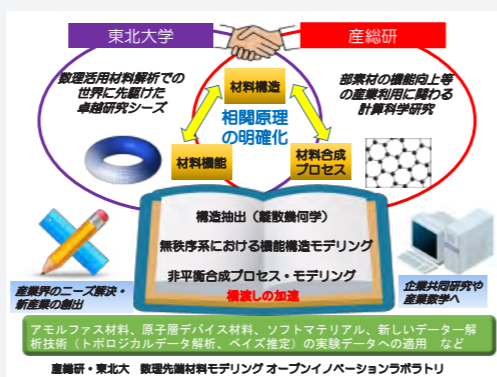 東北大学
産総研
数理活用材料解析での
世界に先駆けた
卓越研究シーズ
部素材の機能向上等
の産業利用に関わる
計算科学研究
材料構造
相関原理
の明確化
材料機能
材料合成
プロセス
構造抽出（離散幾何学）
無秩序系における機能構造モデリング
非平衡合成プロセス・モデリング
橋渡しの加速
産業界のニーズ解決・
新産業の創出
企業共同研究や
産業数学へ
アモルファス材料、原子層デバイス材料、ソフトマテリアル、新しいデータ一解
析技術（トポロジカルデータ解析、ベイズ推定）の実験データへの適用　など
産総研・東北大　数理先端材料モデリング オープンイノベーションラボラトリ